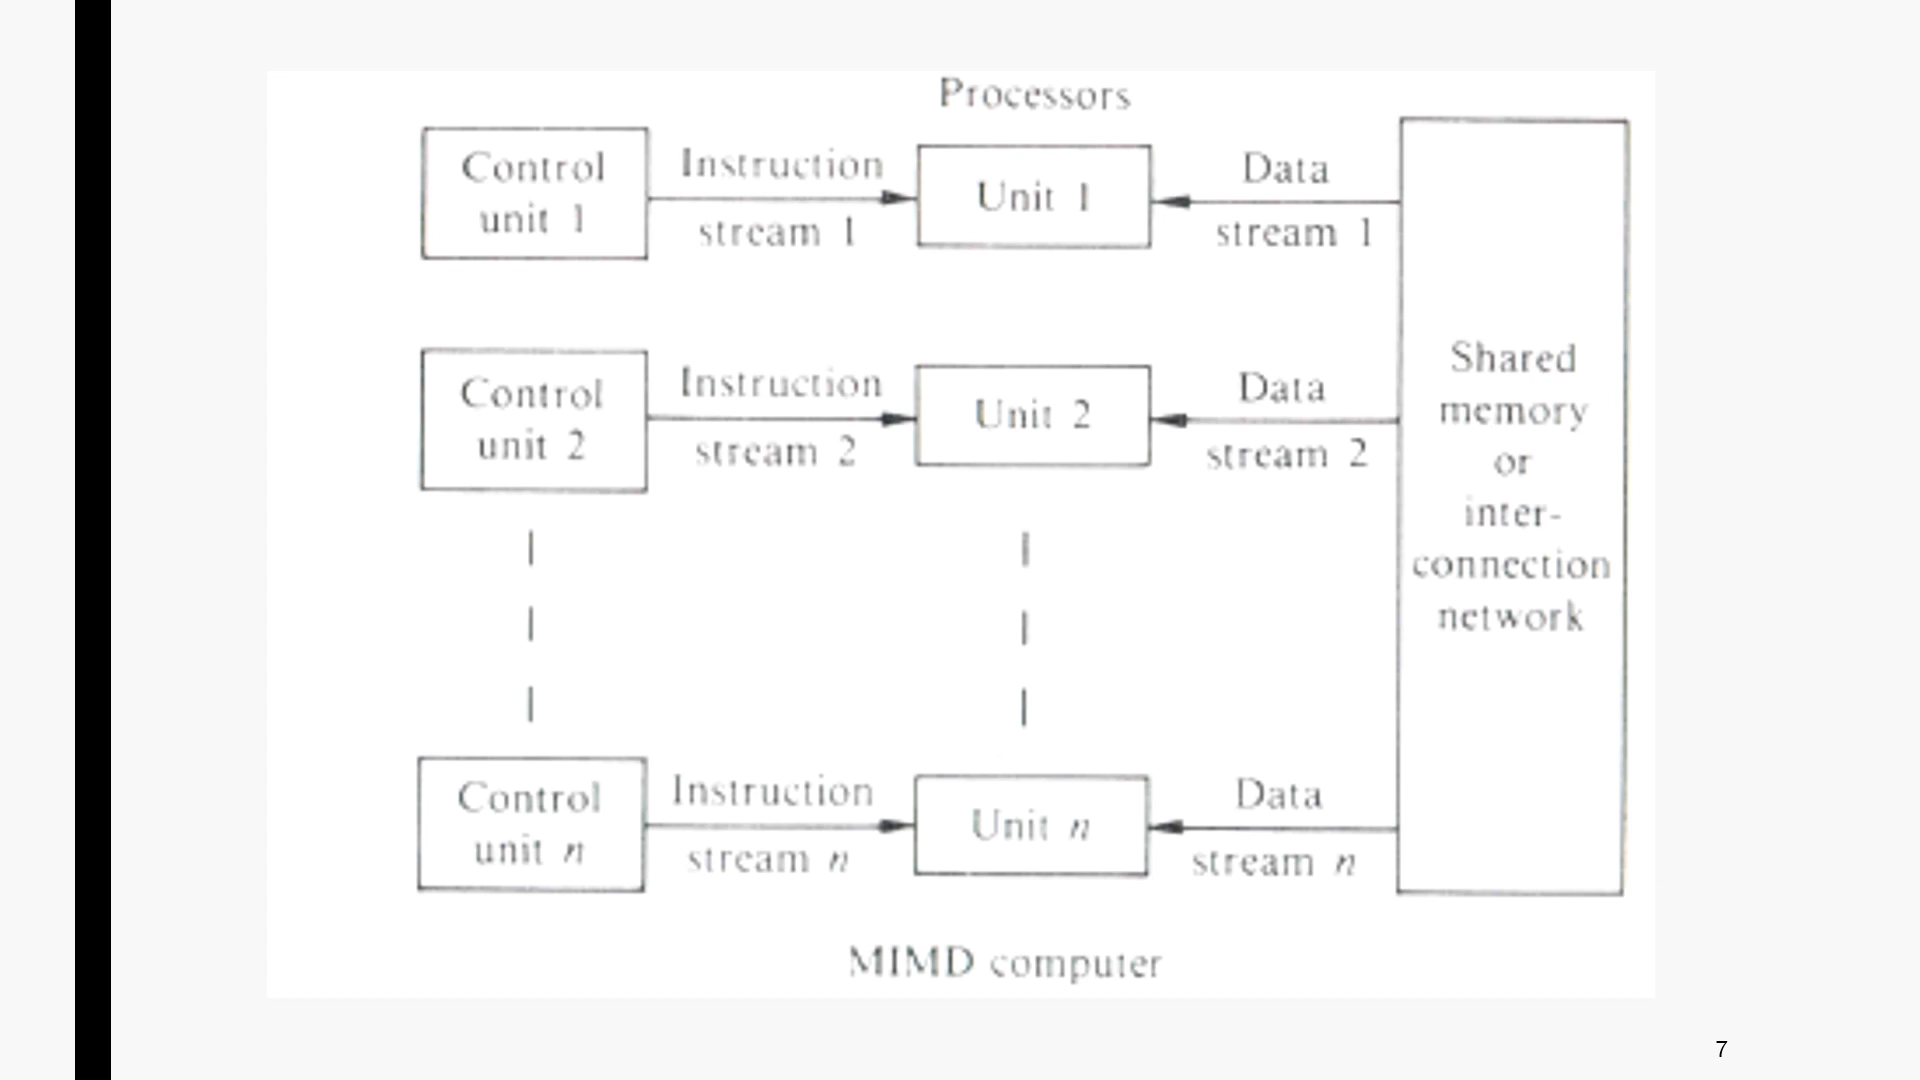 Processors
Control
unit 1
Instruction
stream 1
Unit 1
Data
stream 1
Control
unit 2
Instruction
stream 2
Unit 2
Data
stream 2
Shared
memory
or
inter-
connection
network
Control
unit n
Instruction
stream n
Unit n
Data
stream n
MIMD computer
7